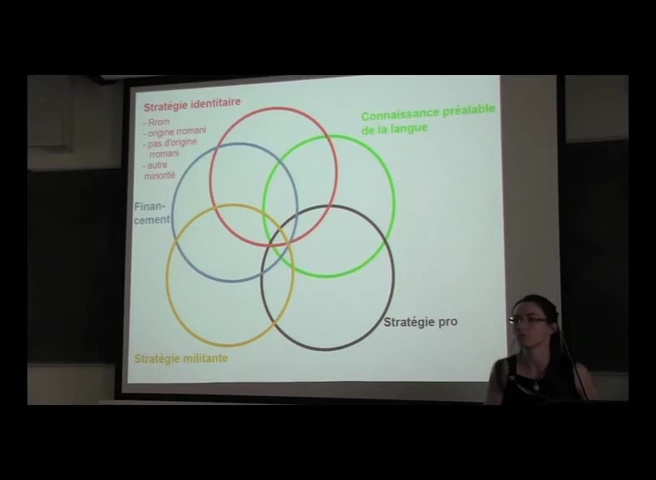 Stratégie identitaire
- Rrom
- origine rromani
- pas d'origine
rromani
- autre
minorité
Connaissance préalable
de la langue
Finan-
cement
Stratégie pro
Stratégie militante